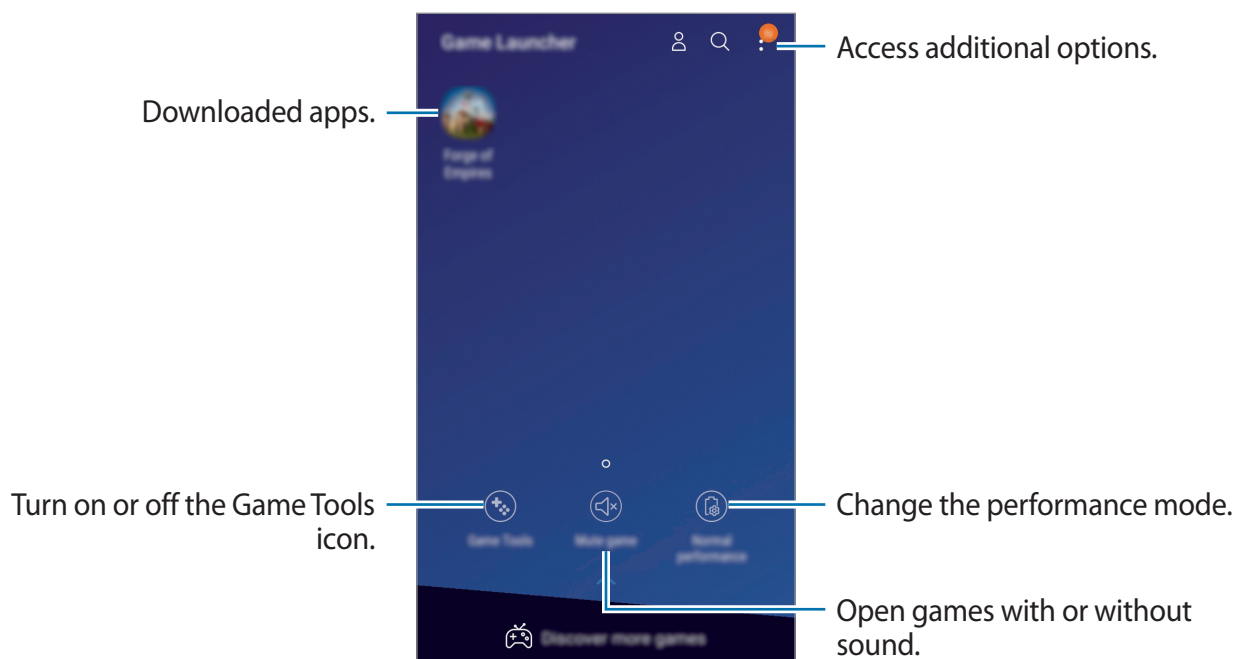 Game Launcher
Access additional options.
Downloaded apps.
Forge of
Empires
Turn on or off the Game Tools
icon.
Change the performance mode.
Game Tools
Mute game
Normal
performance
Open games with or without
sound.
Discover more games